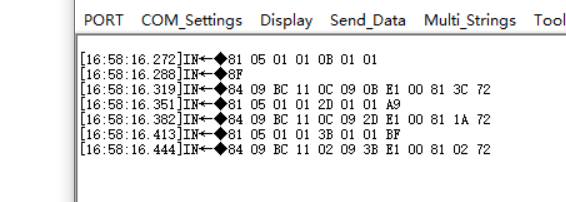 PORT COM_Settings Display Send_Data Multi_Strings Tool
[16:58:16.272]IN←◆81 05 01 01 0B 01 01
[16:58:16.288]IN←◆8F
[16:58:16.319]IN←◆84 09 BC 11 0C 09 0B E1 00 81 3C 72
[16:58:16.351]IN←◆81 05 01 01 2D 01 01 A9
[16:58:16.382]IN←◆84 09 BC 11 0C 09 2D E1 00 81 1A 72
[16:58:16.413]IN←◆81 05 01 01 3B 01 01 BF
[16:58:16.444]IN←◆84 09 BC 11 02 09 3B E1 00 81 02 72